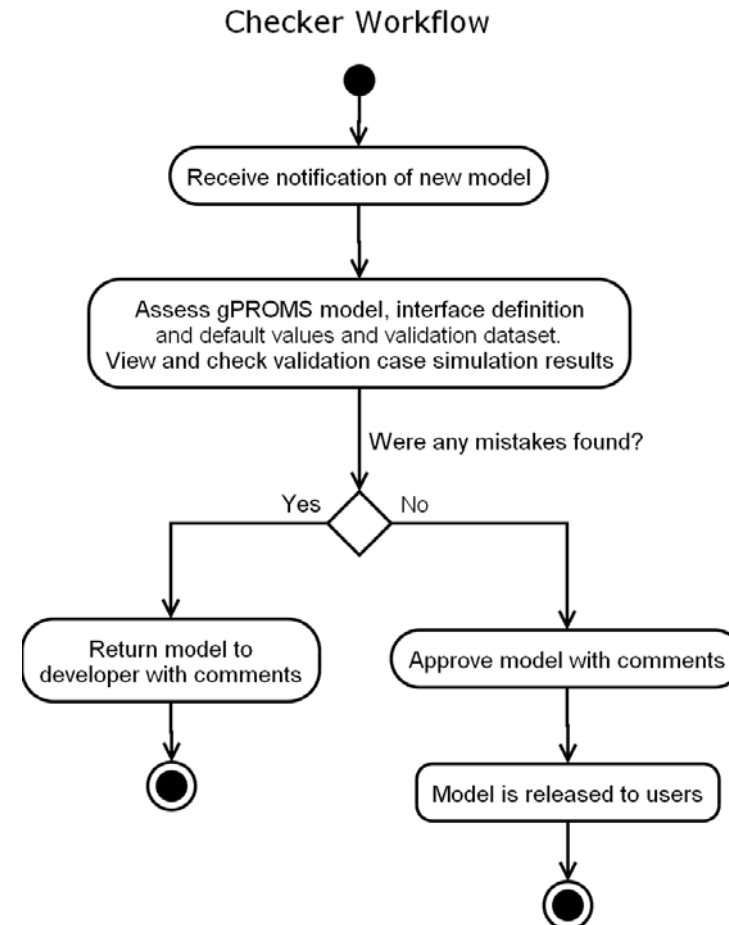 Checker Workflow
Receive notification of new model
Assess gPROMS model, interface definition
and default values and validation dataset.
View and check validation case simulation results
Were any mistakes found?
Yes
No
Return model to
developer with comments
Approve model with comments
Model is released to users